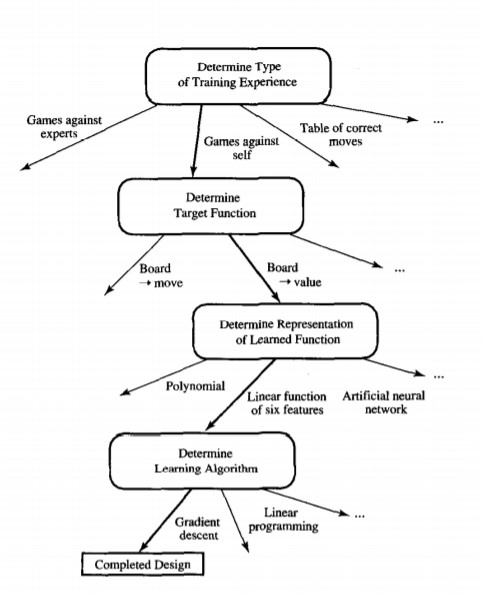 Determine Type
of Training Experience
Games against
experts
Games against
self
Table of correct
moves
...
Determine
Target Function
Board
→ move
Board
→ value
...
Determine Representation
of Learned Function
Polynomial
Linear function
of six features
Artificial neural
network
...
Determine
Learning Algorithm
Gradient
descent
Linear
programming
...
Completed Design